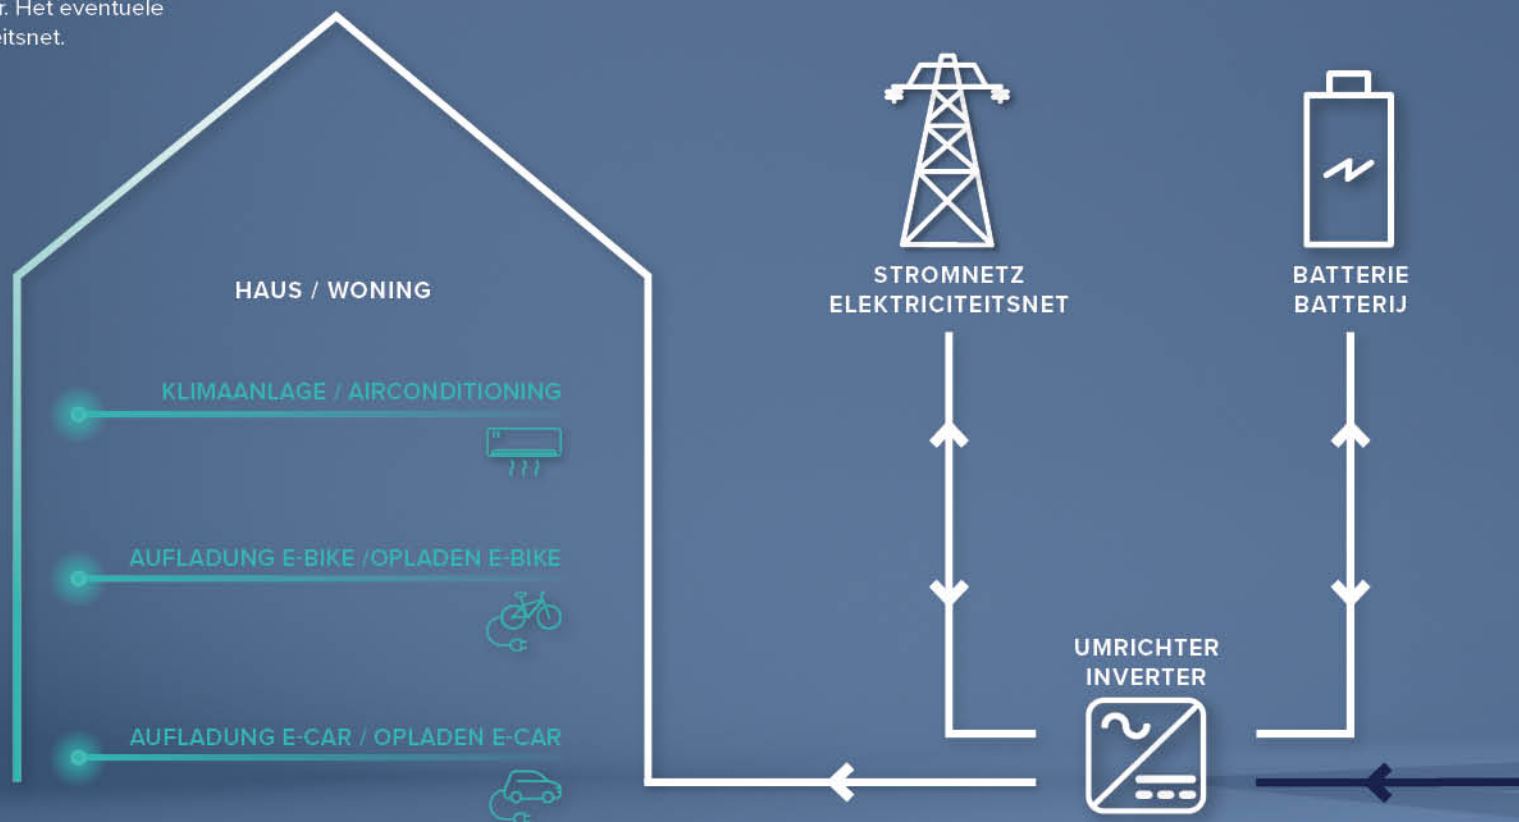 r. Het eventuele
eitsnet.
HAUS / WONING
KLIMAANLAGE / AIRCONDITIONING
AUFLADUNG E-BIKE /OPLADEN E-BIKE
AUFLADUNG E-CAR / OPLADEN E-CAR
STROMNETZ
ELEKTRICITEITSNET
BATTERIE
BATTERIJ
UMRICHTER
INVERTER